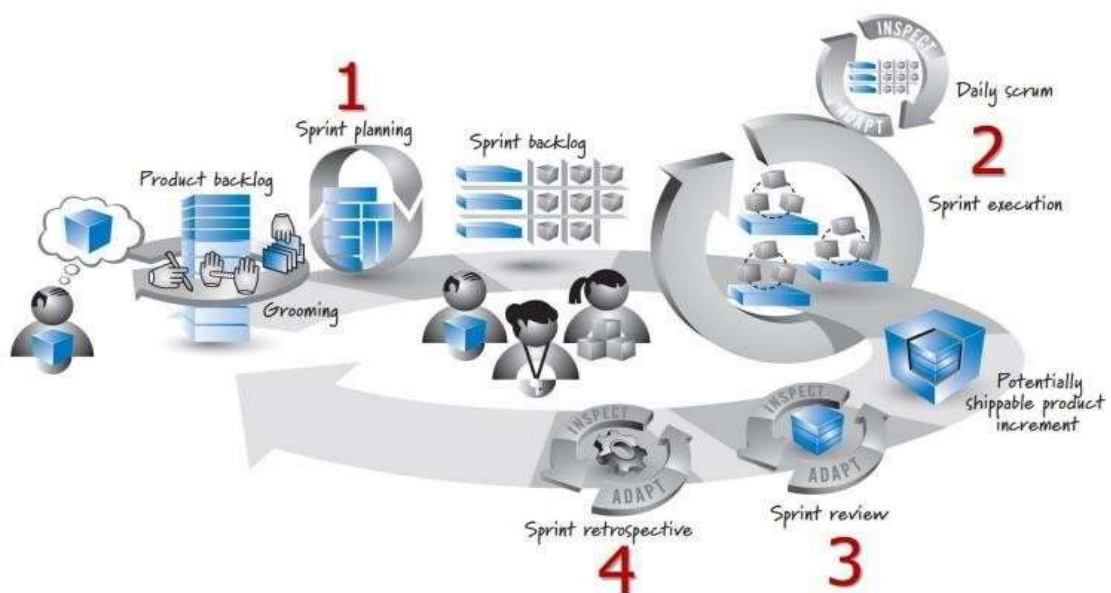 1
Sprint planning
Product backlog
Grooming
Sprint backlog
INSPECT
ADAPT
Daily scrum
2
Sprint execution
Potentially
shippable product
increment
INSPECT
ADAPT
Sprint review
3
INSPECT
ADAPT
Sprint retrospective
4